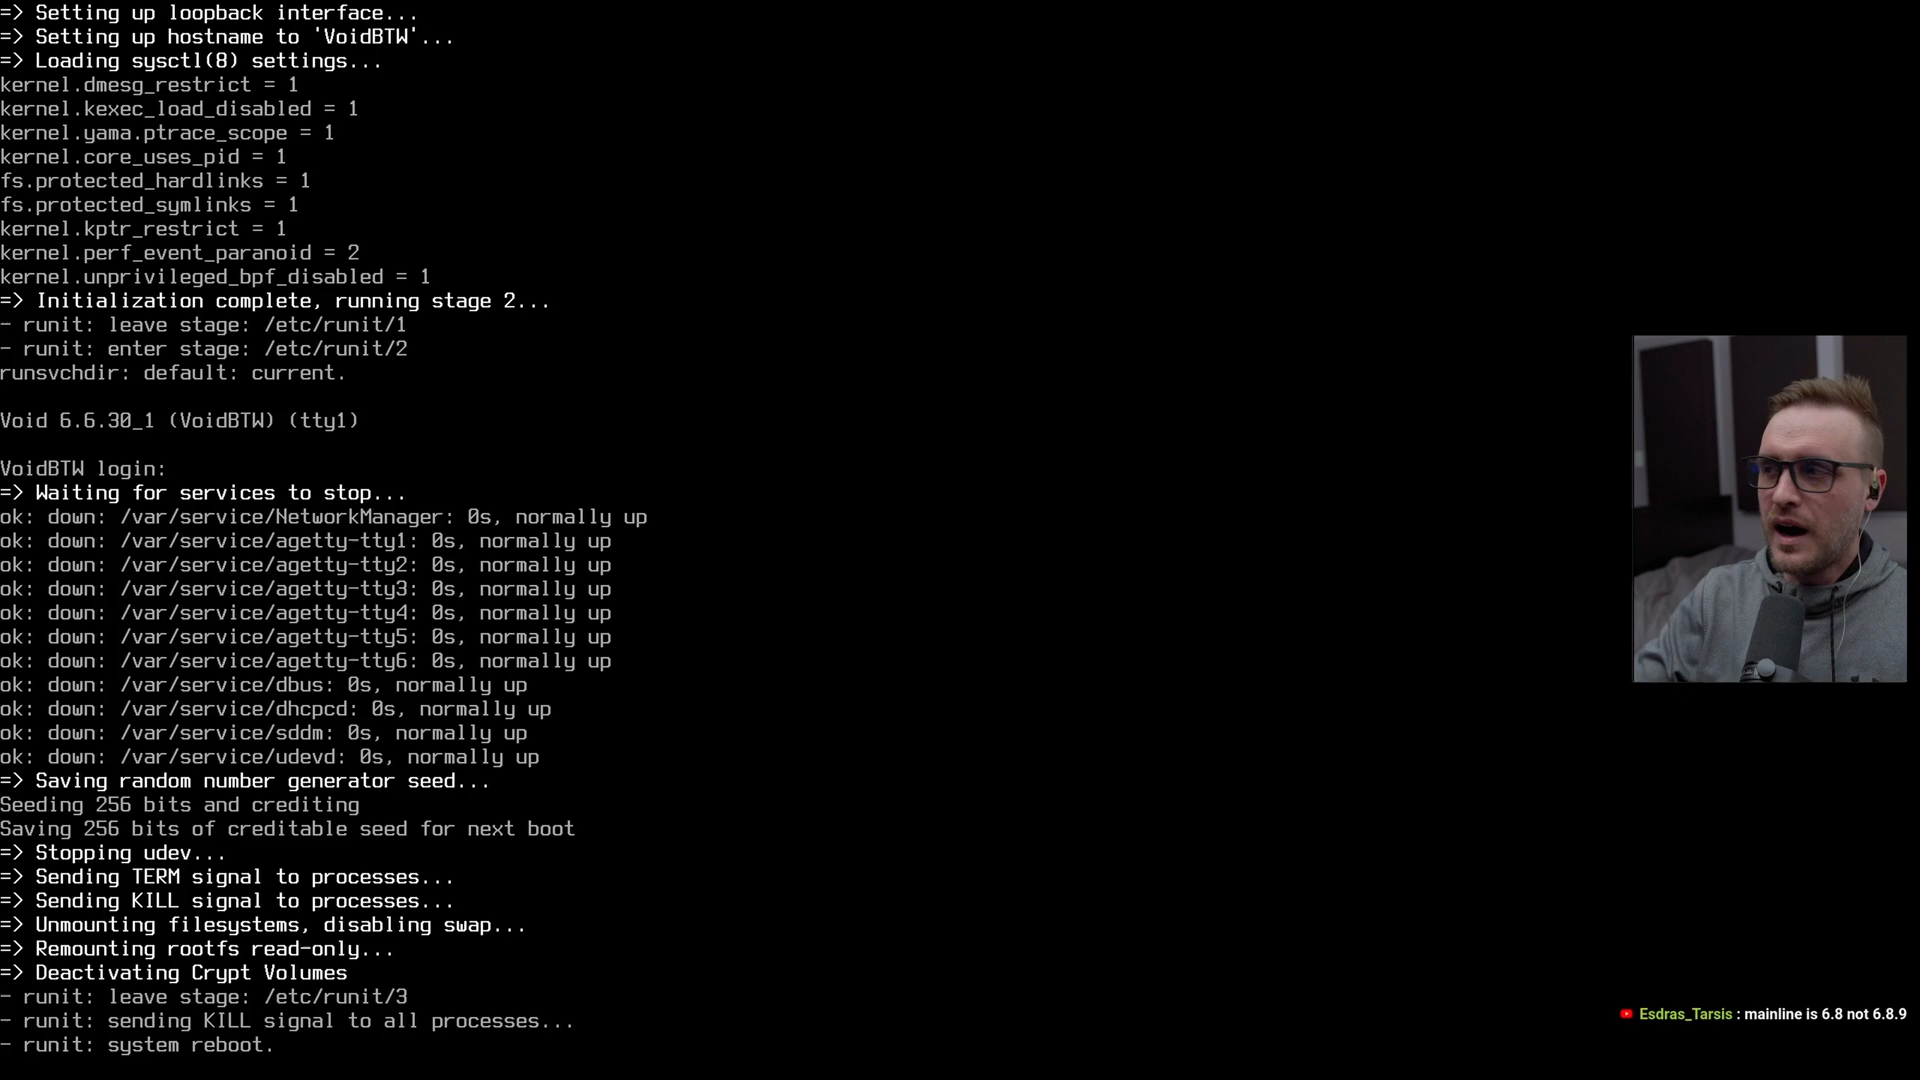 => Setting up loopback interface...
=> Setting up hostname to 'VoidBTW'...
=> Loading sysctl(8) settings...
kernel.dmesg_restrict = 1
kernel.kexec_load_disabled = 1
kernel.yama.ptrace_scope = 1
kernel.core_uses_pid = 1
fs.protected_hardlinks = 1
fs.protected_symlinks = 1
kernel.kptr_restrict = 1
kernel.perf_event_paranoid = 2
kernel.unprivileged_bpf_disabled = 1
=> Initialization complete, running stage 2...
- runit: leave stage: /etc/runit/1
- runit: enter stage: /etc/runit/2
runsvchdir: default: current.
Void 6.6.30_1 (VoidBTW) (tty1)
VoidBTW login:
=> Waiting for services to stop...
ok: down: /var/service/NetworkManager: 0s, normally up
ok: down: /var/service/agetty-tty1: 0s, normally up
ok: down: /var/service/agetty-tty2: 0s, normally up
ok: down: /var/service/agetty-tty3: 0s, normally up
ok: down: /var/service/agetty-tty4: 0s, normally up
ok: down: /var/service/agetty-tty5: 0s, normally up
ok: down: /var/service/agetty-tty6: 0s, normally up
ok: down: /var/service/dbus: 0s, normally up
ok: down: /var/service/dhcpcd: 0s, normally up
ok: down: /var/service/sddm: 0s, normally up
ok: down: /var/service/udevd: 0s, normally up
=> Saving random number generator seed...
Seeding 256 bits and crediting
Saving 256 bits of creditable seed for next boot
=> Stopping udev...
=> Sending TERM signal to processes...
=> Sending KILL signal to processes...
=> Unmounting filesystems, disabling swap...
=> Remounting rootfs read-only...
=> Deactivating Crypt Volumes
- runit: leave stage: /etc/runit/3
- runit: sending KILL signal to all processes...
- runit: system reboot.
Esdras_Tarsis : mainline is 6.8 not 6.8.9